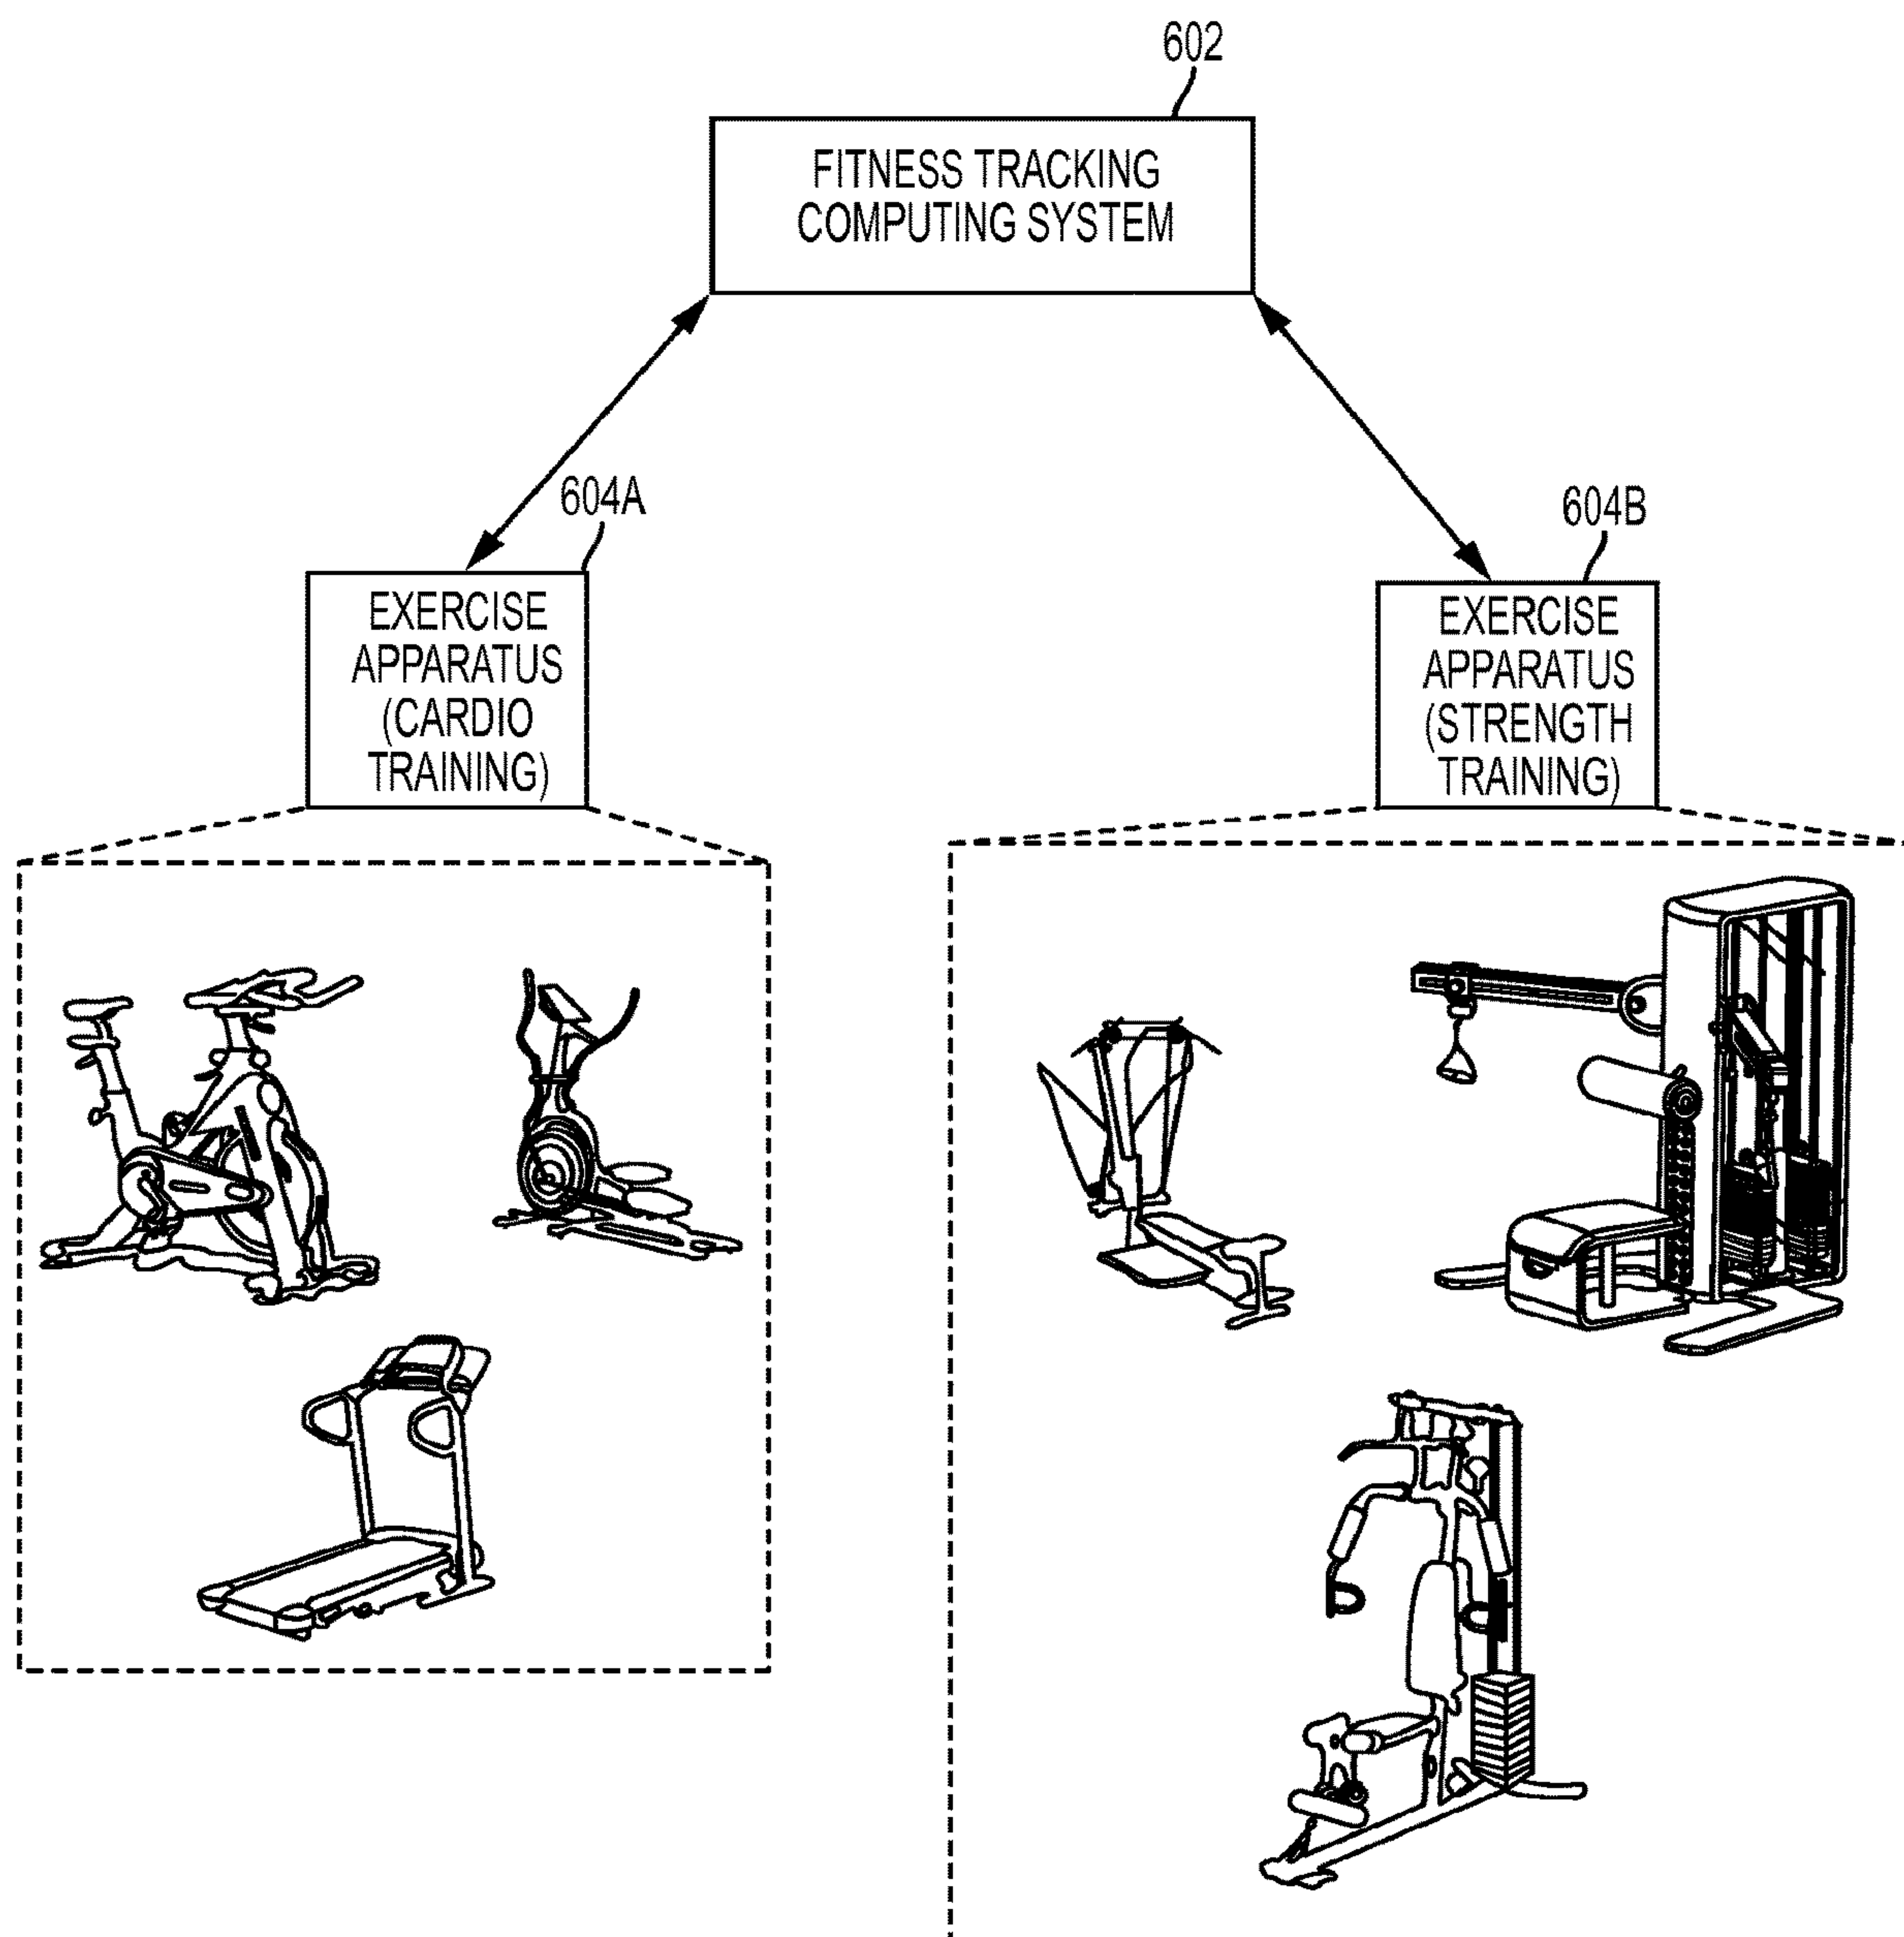 602
FITNESS TRACKING
COMPUTING SYSTEM
604A
EXERCISE
APPARATUS
(CARDIO
TRAINING)
604B
EXERCISE
APPARATUS
(STRENGTH
TRAINING)